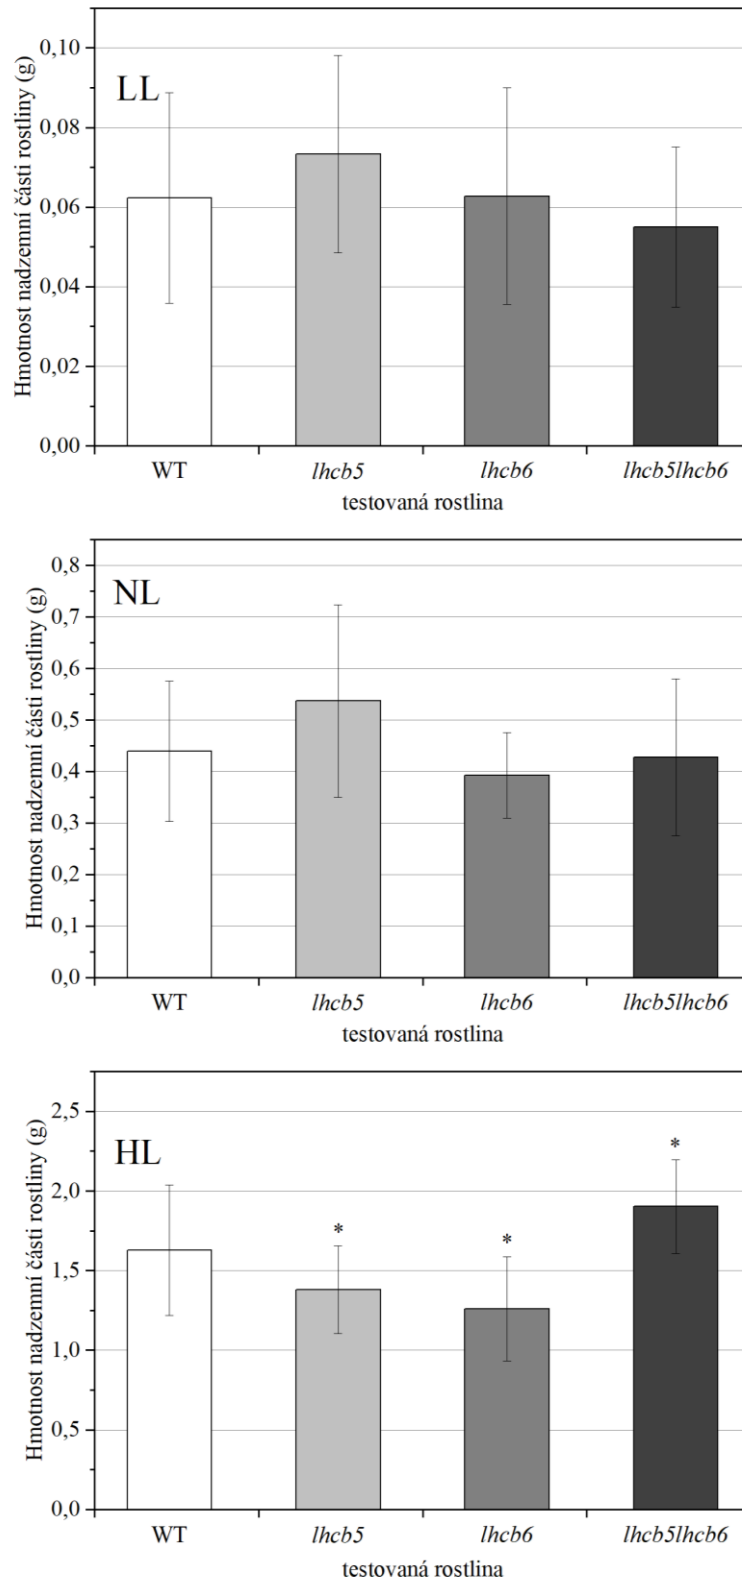 Hmotnost nadzemní části rostliny (g)
0,10
0,08
0,06
0,04
0,02
0,00
LL
WT
lhcb5
lhcb6
lhcb5lhcb6
testovaná rostlina
Hmotnost nadzemní části rostliny (g)
0,8
0,7
0,6
0,5
0,4
0,3
0,2
0,1
0,0
NL
WT
lhcb5
lhcb6
lhcb5lhcb6
testovaná rostlina
Hmotnost nadzemní části rostliny (g)
2,5
2,0
1,5
1,0
0,5
0,0
HL
*
*
*
WT
lhcb5
lhcb6
lhcb5lhcb6
testovaná rostlina